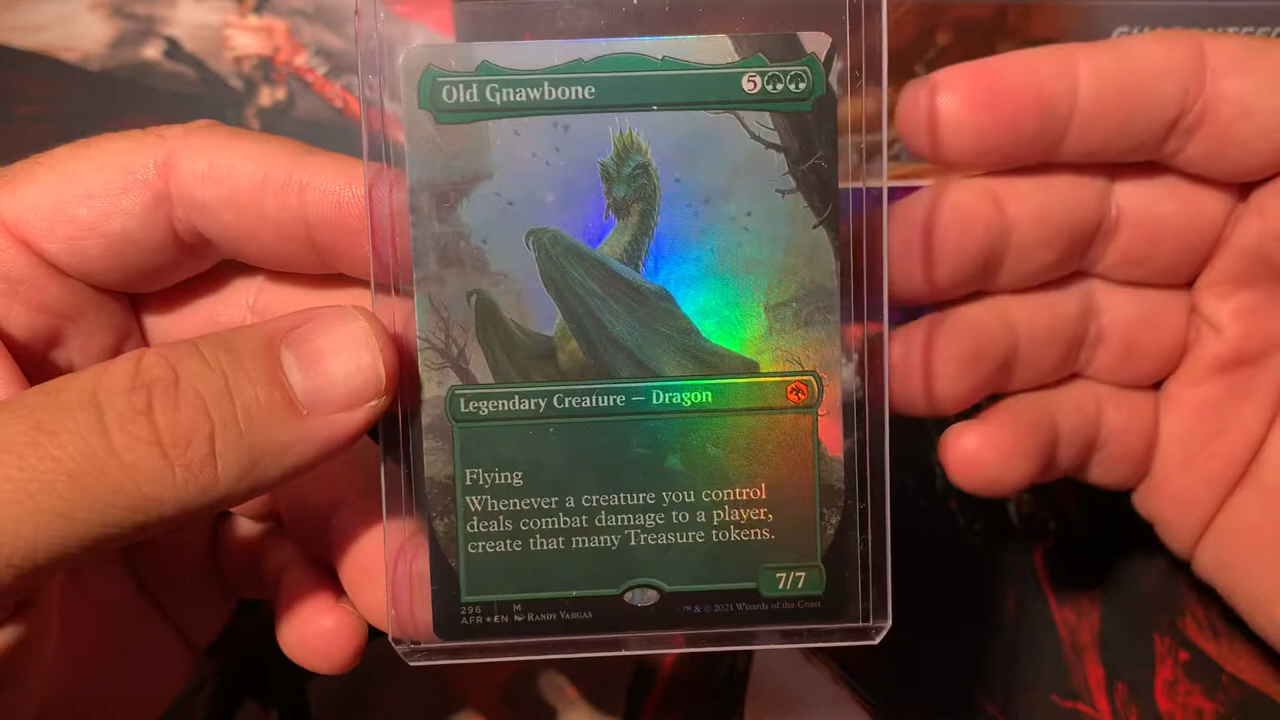 Old Gnawbone 5
Legendary Creature — Dragon
Flying
Whenever a creature you control
deals combat damage to a player,
create that many Treasure tokens.
7/7
296 M
AFR★EN RANDY VARGAS
™ & © 2021 Wizards of the Coast